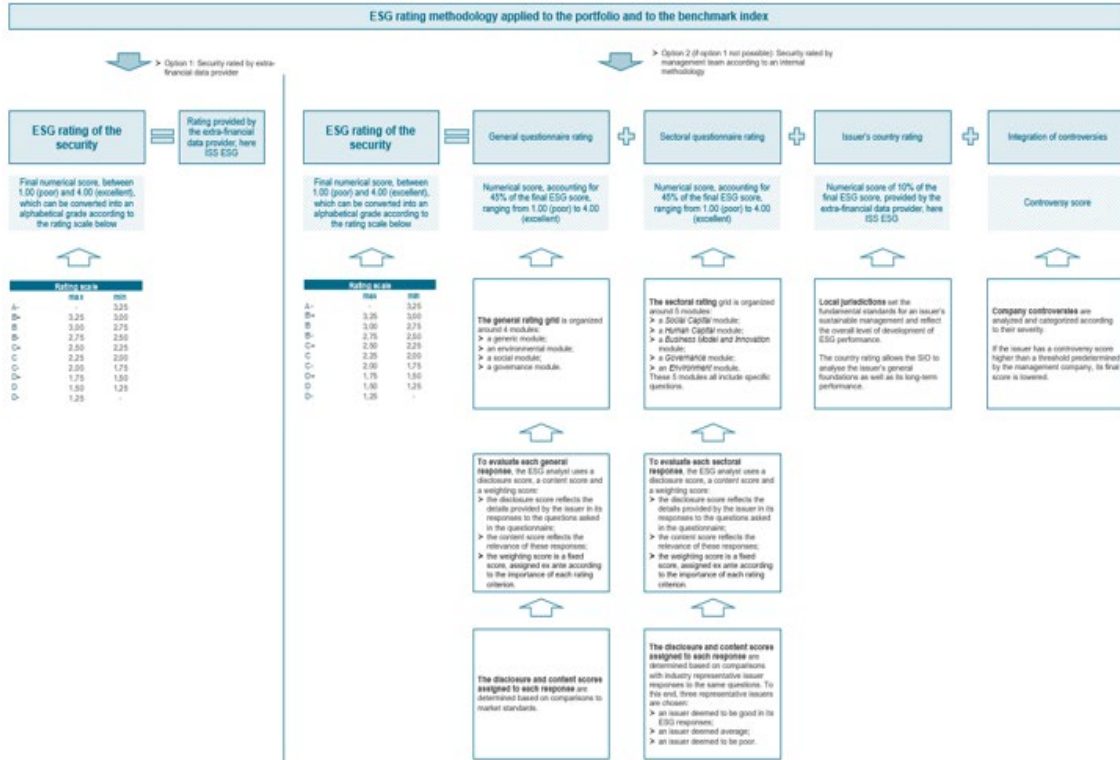 ESG rating methodology applied to the portfolio and to the benchmark index
➢ Option 1: Security rated by extra-
financial data provider
➢ Option 2 (if option 1 not possible): Security rated by
management team according to an internal
methodology
ESG rating of the
security
Rating provided by
the extra-financial
data provider, here
ISS ESG
Final numerical score, between
1.00 (poor) and 4.00 (excellent),
which can be converted into an
alphabetical grade according to
the rating scale below
Rating scale
max min
A- - 3,25
B+ 3,25 3,00
B 3,00 2,75
B- 2,75 2,50
C+ 2,50 2,25
C 2,25 2,00
C- 2,00 1,75
D+ 1,75 1,50
D 1,50 1,25
D- 1,25 -
ESG rating of the
security
Final numerical score, between
1.00 (poor) and 4.00 (excellent),
which can be converted into an
alphabetical grade according to
the rating scale below
Rating scale
max min
A- - 3,25
B+ 3,25 3,00
B 3,00 2,75
B- 2,75 2,50
C+ 2,50 2,25
C 2,25 2,00
C- 2,00 1,75
D+ 1,75 1,50
D 1,50 1,25
D- 1,25 -
General questionnaire rating
Numerical score, accounting for
45% of the final ESG score,
ranging from 1.00 (poor) to 4.00
(excellent)
The general rating grid is organized
around 4 modules:
➢ a generic module;
➢ an environmental module;
➢ a social module;
➢ a governance module.
To evaluate each general
response, the ESG analyst uses a
disclosure score, a content score and
a weighting score:
➢ the disclosure score reflects the
details provided by the issuer in its
responses to the questions asked
in the questionnaire;
➢ the content score reflects the
relevance of these responses;
➢ the weighting score is a fixed
score, assigned ex ante according
to the importance of each rating
criterion.
The disclosure and content scores
assigned to each response are
determined based on comparisons to
market standards.
Sectoral questionnaire rating
Numerical score, accounting for
45% of the final ESG score,
ranging from 1.00 (poor) to 4.00
(excellent)
The sectoral rating grid is organized
around 5 modules:
➢ a Social Capital module;
➢ a Human Capital module;
➢ a Business Model and Innovation
module;
➢ a Governance module;
➢ an Environment module.
These 5 modules all include specific
questions.
To evaluate each sectoral
response, the ESG analyst uses a
disclosure score, a content score and
a weighting score:
➢ the disclosure score reflects the
details provided by the issuer in its
responses to the questions asked
in the questionnaire;
➢ the content score reflects the
relevance of these responses;
➢ the weighting score is a fixed
score, assigned ex ante according
to the importance of each rating
criterion.
The disclosure and content scores
assigned to each response are
determined based on comparisons
with industry representative issuer
responses to the same questions. To
this end, three representative issuers
are chosen:
➢ an issuer deemed to be good in its
ESG responses;
➢ an issuer deemed average;
➢ an issuer deemed to be poor.
Issuer's country rating
Numerical score of 10% of the
final ESG score, provided by the
extra-financial data provider, here
ISS ESG
Local jurisdictions set the
fundamental standards for an issuer's
sustainable management and reflect
the overall level of development of
ESG performance.
The country rating allows the SIO to
analyse the issuer's general
foundations as well as its long-term
performance.
Integration of controversies
Controversy score
Company controversies are
analyzed and categorized according
to their severity.
If the issuer has a controversy score
higher than a threshold predetermined
by the management company, its final
score is lowered.